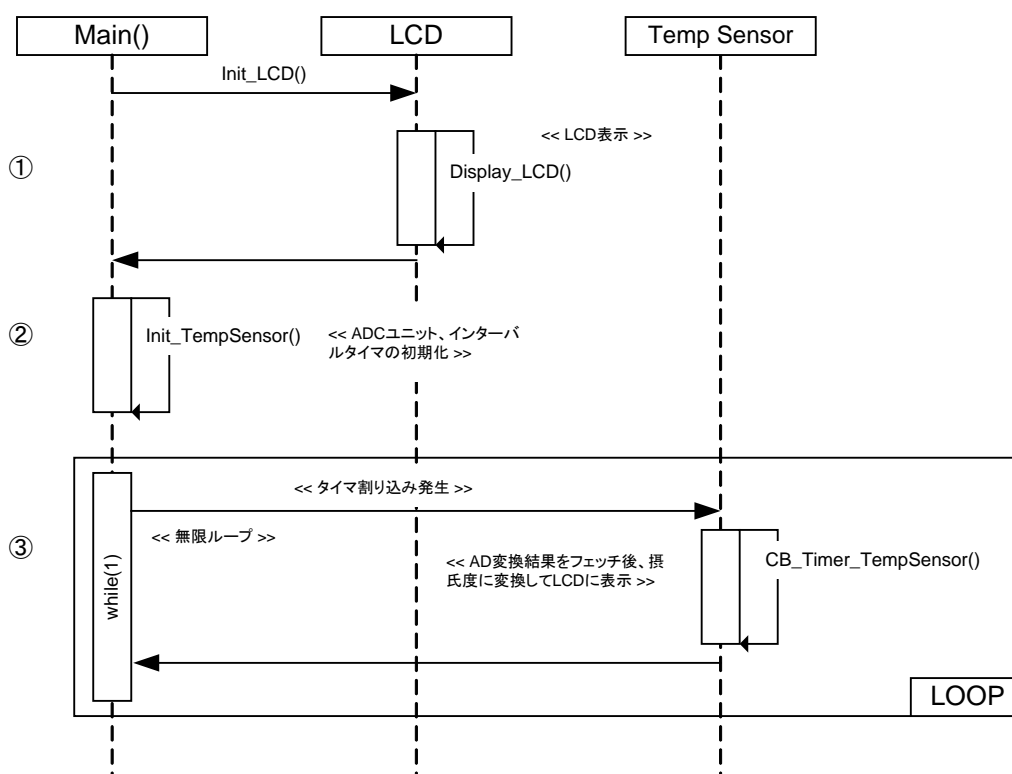 Main()
LCD
Temp Sensor
Init_LCD()
①
<< LCD表示 >>
Display_LCD()
②
Init_TempSensor()
<< ADCユニット、インターバ
ルタイマの初期化 >>
③
while(1)
<< タイマ割り込み発生 >>
<< 無限ループ >>
<< AD変換結果をフェッチ後、摂
氏度に変換してLCDに表示 >>
CB_Timer_TempSensor()
LOOP